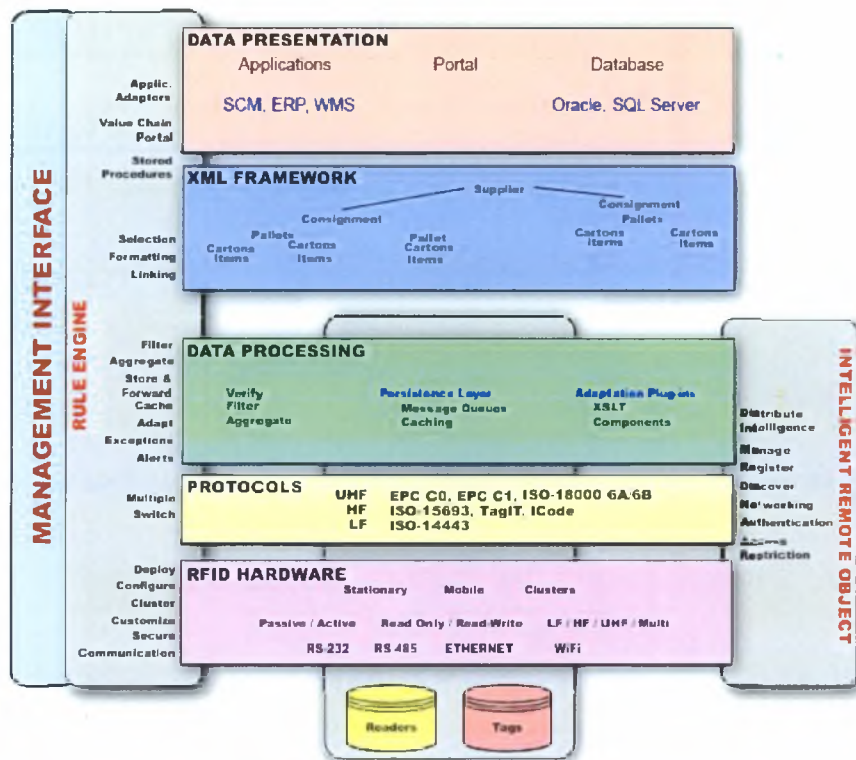 MANAGEMENT INTERFACE
RULE ENGINE
Applic.
Adaptors
Value Chain
Portal
Stored
Procedures
Selection
Formatting
Linking
Filter
Aggregate
Store &
Forward
Cache
Adapt
Exceptions
Alerts
Multiple
Switch
Deploy
Configure
Cluster
Customize
Secure
Communication
DATA PRESENTATION
Applications Portal Database
SCM, ERP, WMS Oracle, SQL Server
XML FRAMEWORK
Supplier
Consignment Consignment
Pallets Pallets
Cartons Cartons Pallet Cartons Cartons
Items Items Cartons Items Items
Items
DATA PROCESSING
Verify Persistence Layer Adaptation Plug-ins
Filter Message Queues XSLT
Aggregate Caching Components
PROTOCOLS
UHF EPC C0, EPC C1, ISO-18000 6A/6B
HF ISO-15693, TagIT, ICode
LF ISO-14443
RFID HARDWARE
Stationary Mobile Clusters
Passive / Active Read Only / Read-Write LF / HF / UHF / Multi
RS-232 RS 485 ETHERNET WiFi
Readers Tags
Distribute
Intelligence
Manage
Register
Discover
Networking
Authentication
Access
Restriction
INTELLIGENT REMOTE OBJECT